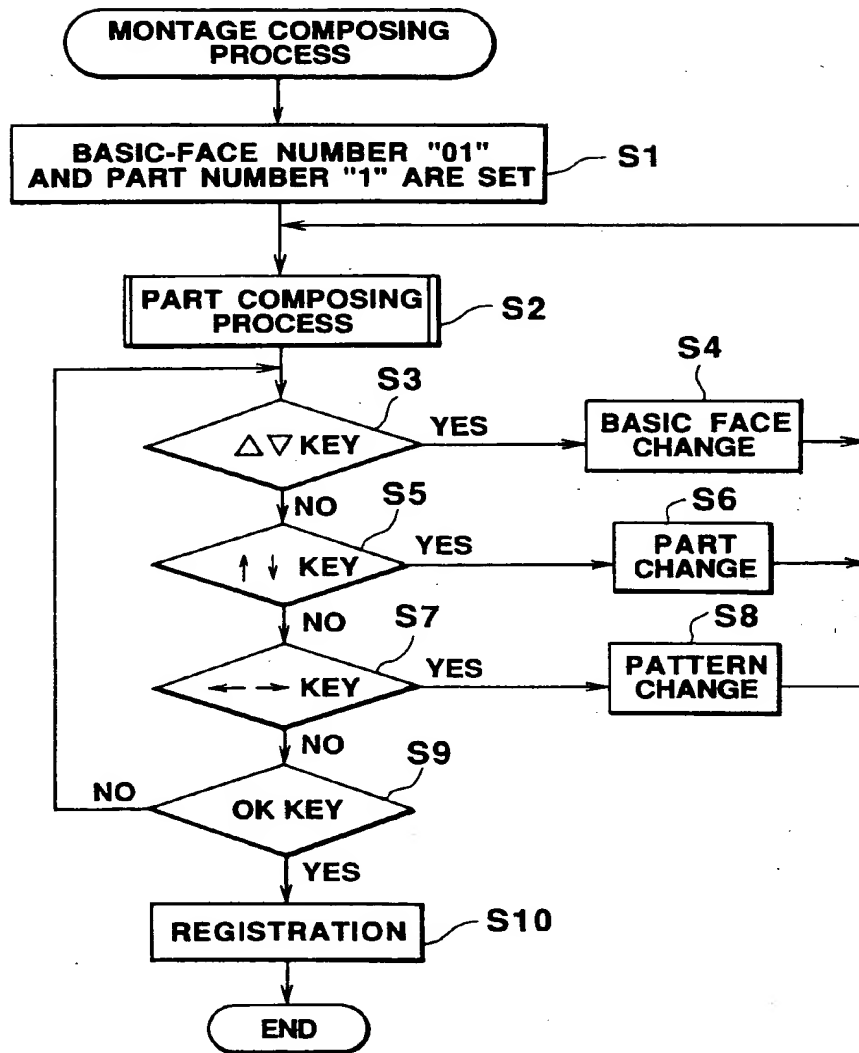 MONTAGE COMPOSING
PROCESS
BASIC-FACE NUMBER "01"
AND PART NUMBER "1" ARE SET
S1
PART COMPOSING
PROCESS
S2
S3
△▽ KEY
YES
S4
BASIC FACE
CHANGE
NO
S5
↑ ↓ KEY
YES
S6
PART
CHANGE
NO
S7
← → KEY
YES
S8
PATTERN
CHANGE
NO
S9
OK KEY
NO
YES
REGISTRATION
S10
END